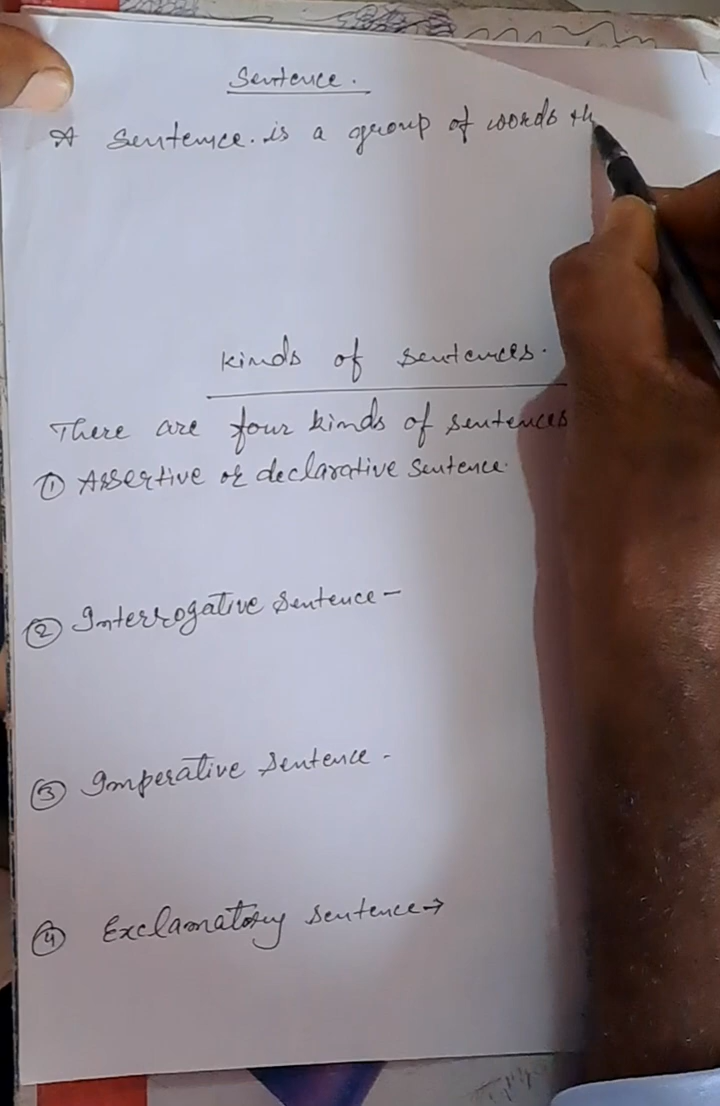 Sentence.
A sentence. is a group of words th
kinds of sentences.
There are four kinds of sentences
① Assertive or declarative sentence.
② Interrogative sentence -
③ Imperative sentence -
④ Exclamatory sentence →